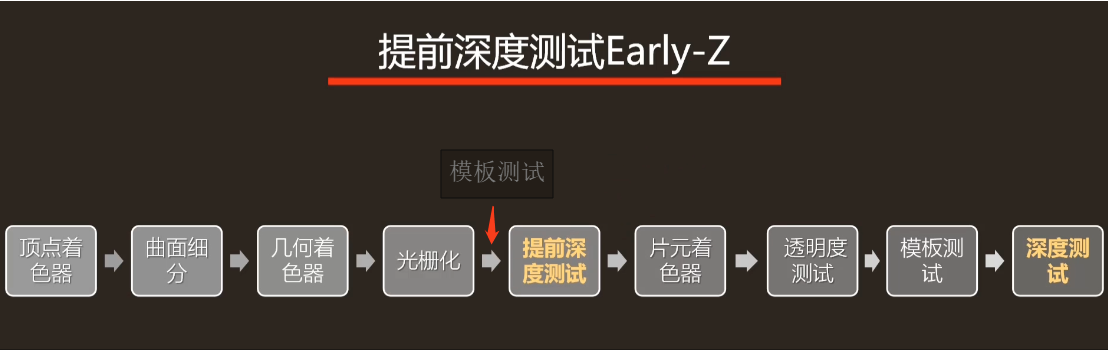 提前深度测试Early-Z
模板测试
顶点着
色器
曲面细
分
几何着
色器
光栅化
提前深
度测试
片元着
色器
透明度
测试
模板测
试
深度测
试